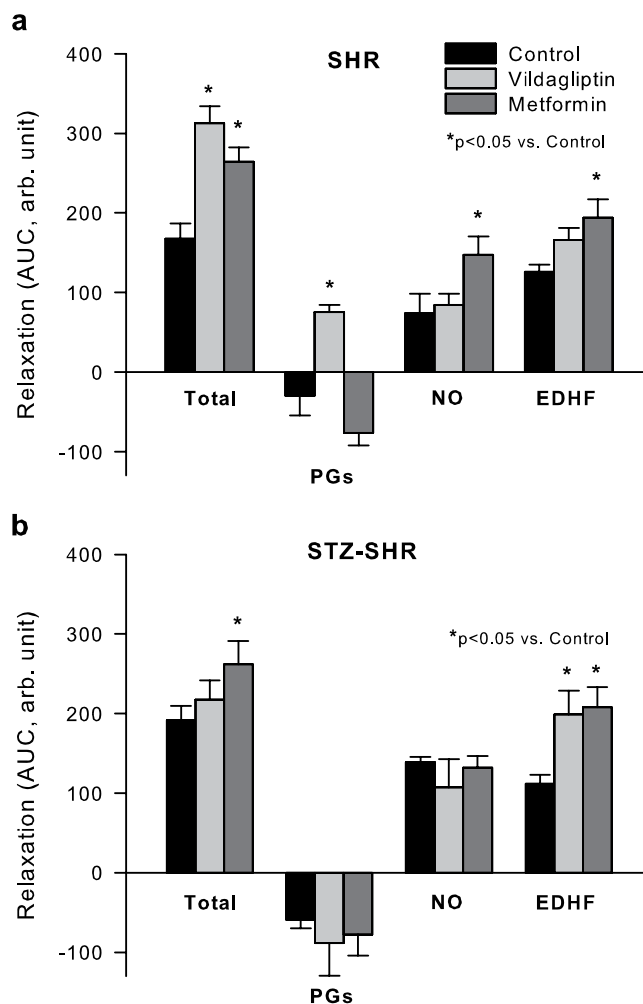 a
SHR
Control
Vildagliptin
Metformin
*p<0.05 vs. Control
Relaxation (AUC, arb. unit)
400
300
200
100
0
-100
* * * * *
Total
PGs
NO
EDHF
b
STZ-SHR
*p<0.05 vs. Control
Relaxation (AUC, arb. unit)
400
300
200
100
0
-100
* * *
Total
PGs
NO
EDHF